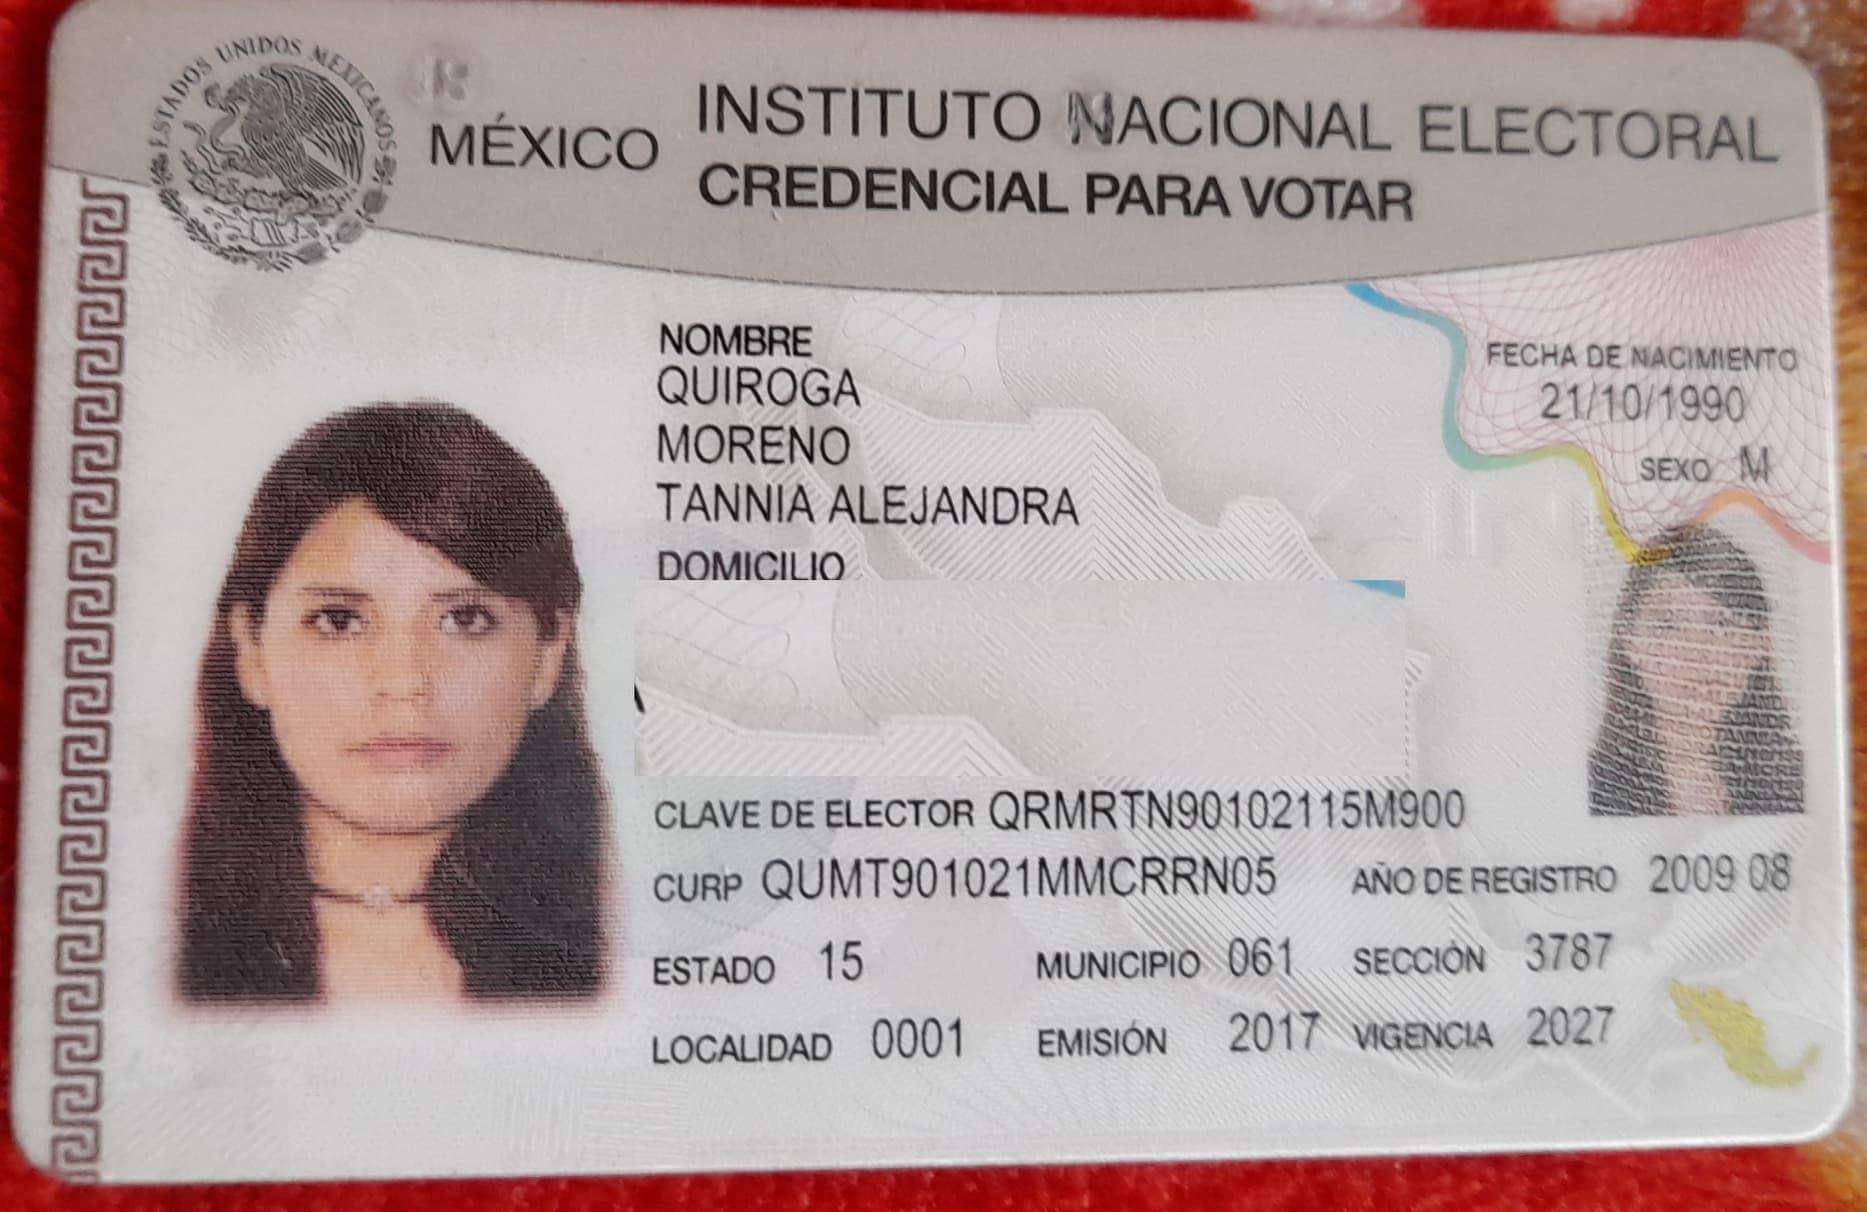 ESTADOS UNIDOS MEXICANOS
MÉXICO
INSTITUTO NACIONAL ELECTORAL
CREDENCIAL PARA VOTAR
NOMBRE
QUIROGA
MORENO
TANNIA ALEJANDRA
FECHA DE NACIMIENTO
21/10/1990
SEXO M
DOMICILIO
CLAVE DE ELECTOR QRMRTN90102115M900
CURP QUMT901021MMCRRN05 AÑO DE REGISTRO 2009 08
ESTADO 15 MUNICIPIO 061 SECCIÓN 3787
LOCALIDAD 0001 EMISIÓN 2017 VIGENCIA 2027